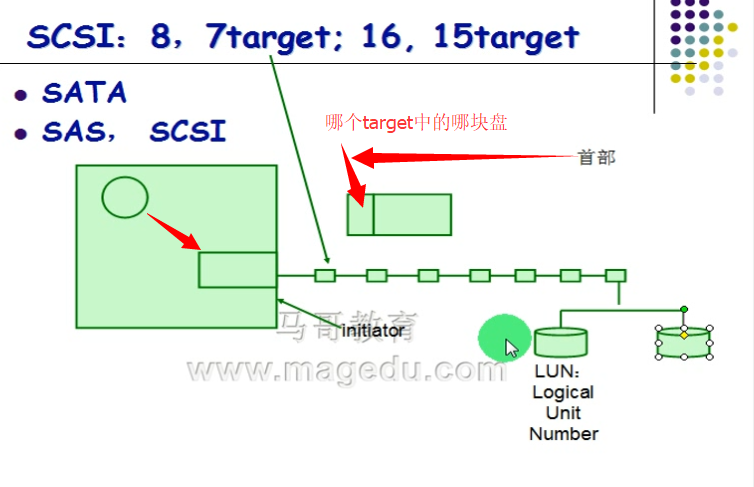 SCSI：8，7target; 16, 15target
SATA
SAS， SCSI
哪个target中的哪块盘
首部
马哥教育
initiator
www.magedu.com
LUN：
Logical
Unit
Number